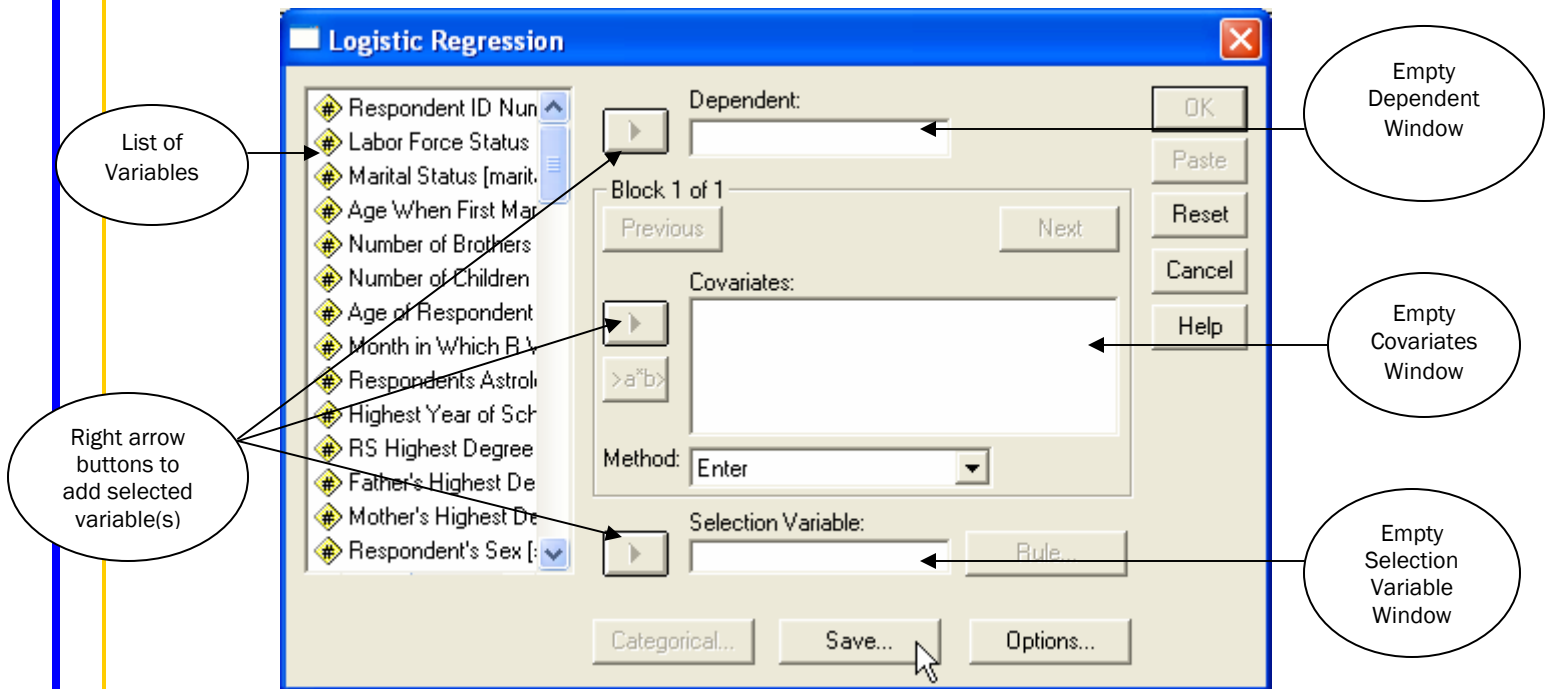 Logistic Regression
List of
Variables
Respondent ID Num
Labor Force Status
Marital Status [marit
Age When First Mar
Number of Brothers
Number of Children
Age of Respondent
Month in Which R
Respondents Astrol
Highest Year of Sch
RS Highest Degree
Father's Highest De
Mother's Highest De
Respondent's Sex [
Right arrow
buttons to
add selected
variable(s)
Dependent:
Block 1 of 1
Previous
Next
Covariates:
>a*b>
Method:
Enter
Selection Variable:
Rule...
Categorical...
Save...
Options...
OK
Paste
Reset
Cancel
Help
Empty
Dependent
Window
Empty
Covariates
Window
Empty
Selection
Variable
Window